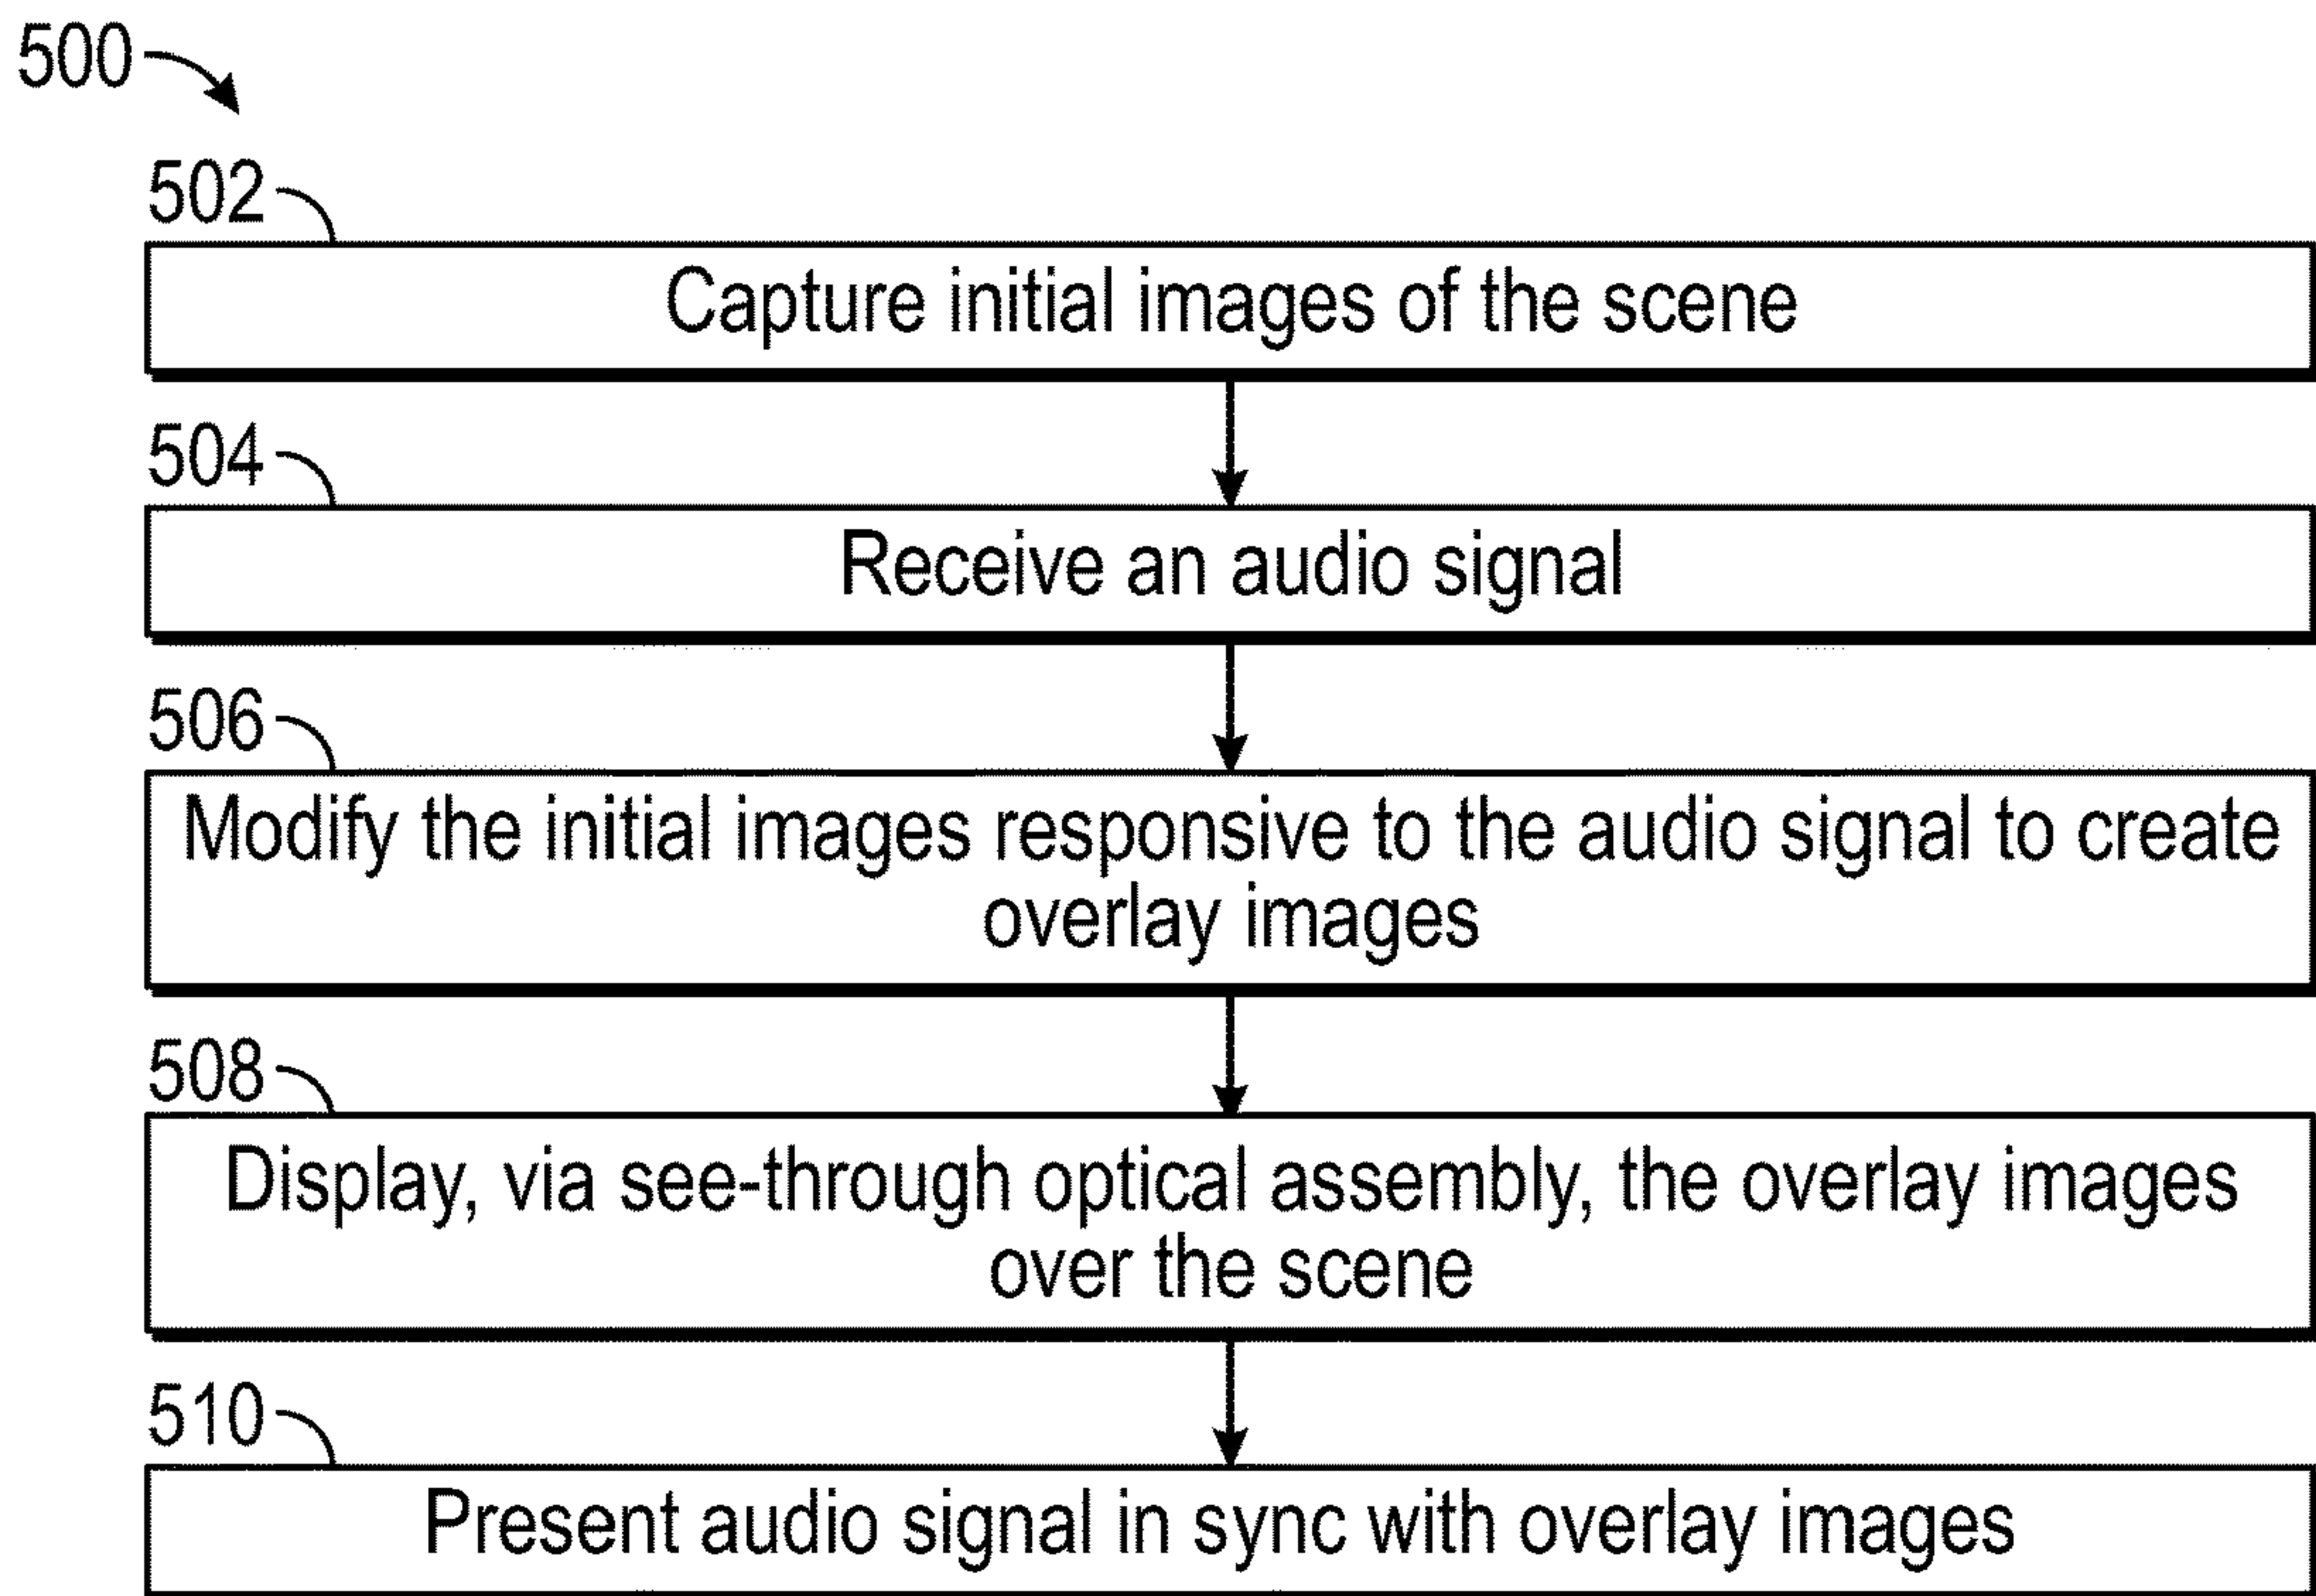 500
502
Capture initial images of the scene
504
Receive an audio signal
506
Modify the initial images responsive to the audio signal to create
overlay images
508
Display, via see-through optical assembly, the overlay images
over the scene
510
Present audio signal in sync with overlay images